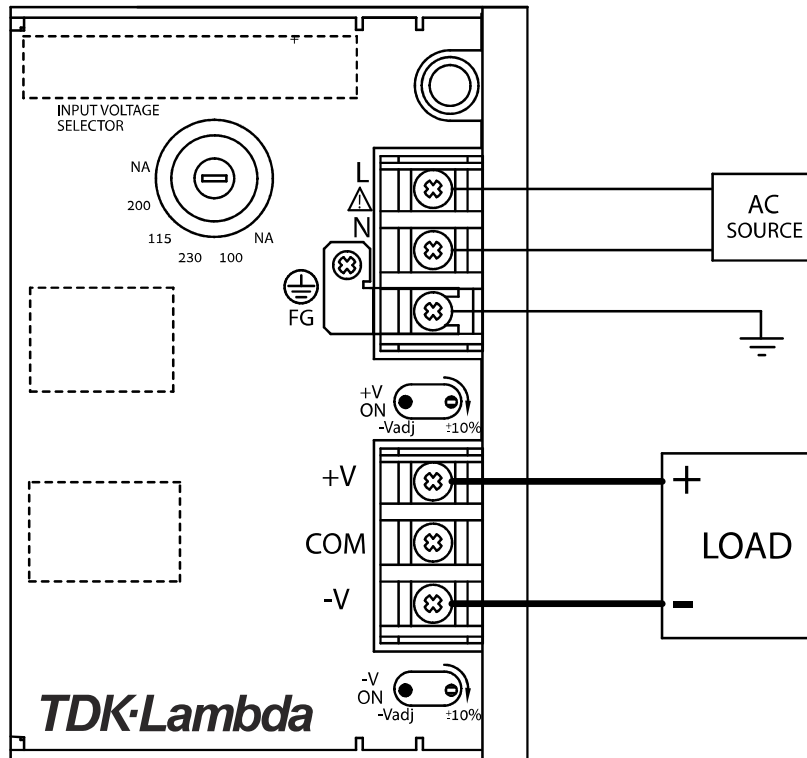 INPUT VOLTAGE
SELECTOR
NA
200
115
230
100
NA
L
N
FG
AC
SOURCE
+V
ON
-Vadj
±10%
+V
COM
-V
+
LOAD
-
-V
ON
-Vadj
±10%
TDK·Lambda